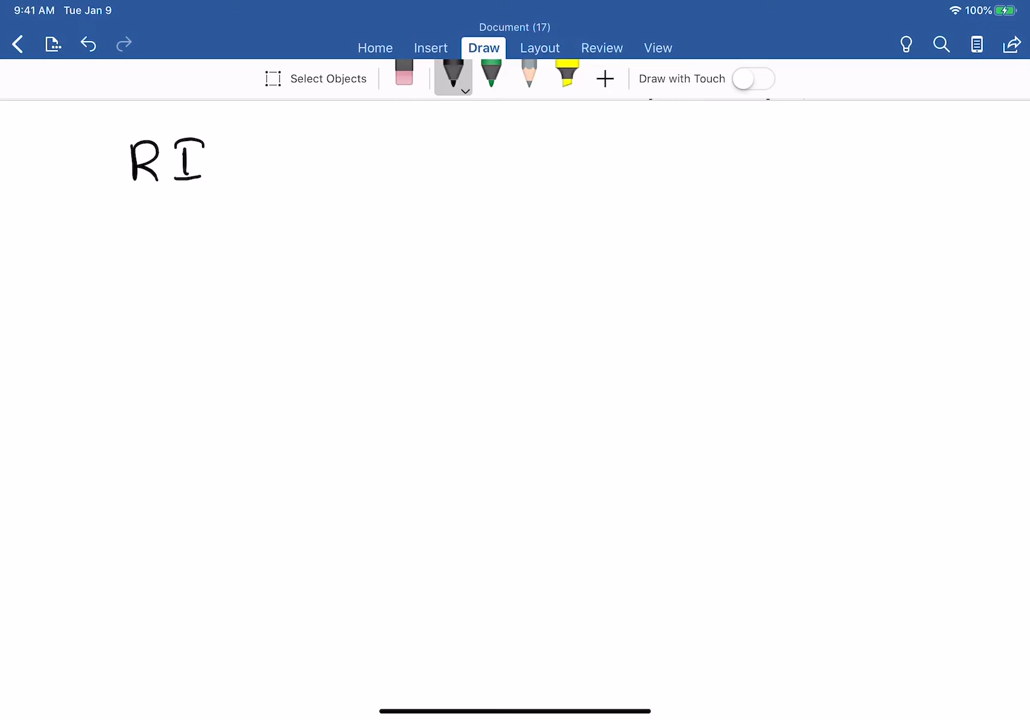 9:41 AM Tue Jan 9 100%
Document (17)
Home Insert Draw Layout Review View
Select Objects Draw with Touch
RI